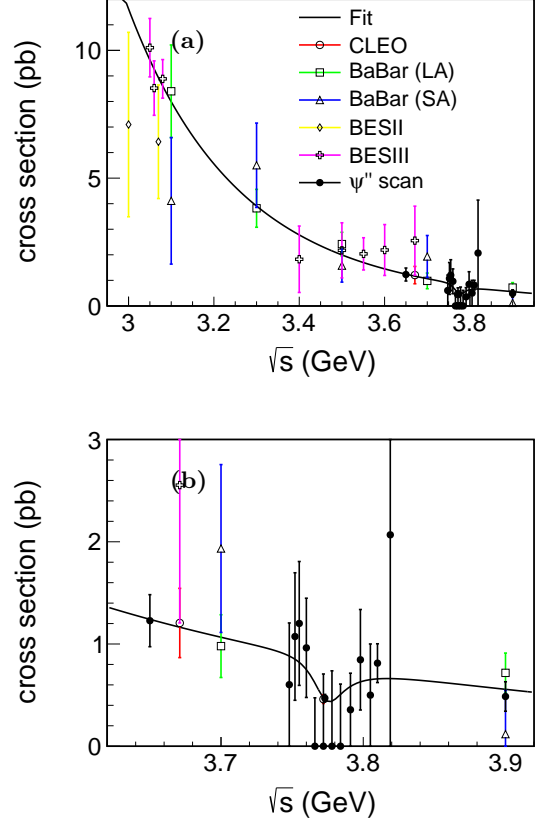 (a)
Fit
CLEO
BaBar (LA)
BaBar (SA)
BESII
BESIII
ψ'' scan
cross section (pb)
10
5
0
3 3.2 3.4 3.6 3.8
√s (GeV)
(b)
cross section (pb)
3
2
1
0
3.7 3.8 3.9
√s (GeV)